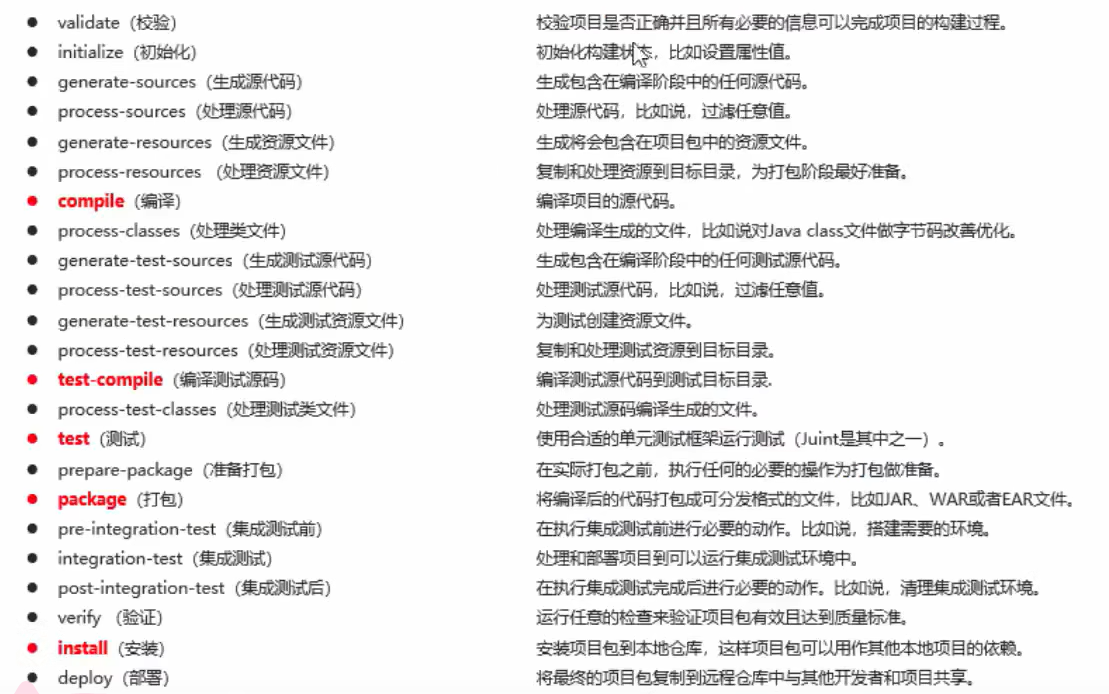 validate（校验） 校验项目是否正确并且所有必要的信息可以完成项目的构建过程。
initialize（初始化） 初始化构建状态，比如设置属性值。
generate-sources（生成源代码） 生成包含在编译阶段中的任何源代码。
process-sources（处理源代码） 处理源代码，比如说，过滤任意值。
generate-resources（生成资源文件） 生成将会包含在项目包中的资源文件。
process-resources （处理资源文件） 复制和处理资源到目标目录，为打包阶段最好准备。
compile（编译） 编译项目的源代码。
process-classes（处理类文件） 处理编译生成的文件，比如说对Java class文件做字节码改善优化。
generate-test-sources（生成测试源代码） 生成包含在编译阶段中的任何测试源代码。
process-test-sources（处理测试源代码） 处理测试源代码，比如说，过滤任意值。
generate-test-resources（生成测试资源文件） 为测试创建资源文件。
process-test-resources（处理测试资源文件） 复制和处理测试资源到目标目录。
test-compile（编译测试源码） 编译测试源代码到测试目标目录.
process-test-classes（处理测试类文件） 处理测试源码编译生成的文件。
test（测试） 使用合适的单元测试框架运行测试（Juint是其中之一）。
prepare-package（准备打包） 在实际打包之前，执行任何的必要的操作为打包做准备。
package（打包） 将编译后的代码打包成可分发格式的文件，比如JAR、WAR或者EAR文件。
pre-integration-test（集成测试前） 在执行集成测试前进行必要的动作。比如说，搭建需要的环境。
integration-test（集成测试） 处理和部署项目到可以运行集成测试环境中。
post-integration-test（集成测试后） 在执行集成测试完成后进行必要的动作。比如说，清理集成测试环境。
verify （验证） 运行任意的检查来验证项目包有效且达到质量标准。
install（安装） 安装项目包到本地仓库，这样项目包可以用作其他本地项目的依赖。
deploy（部署） 将最终的项目包复制到远程仓库中与其他开发者和项目共享。